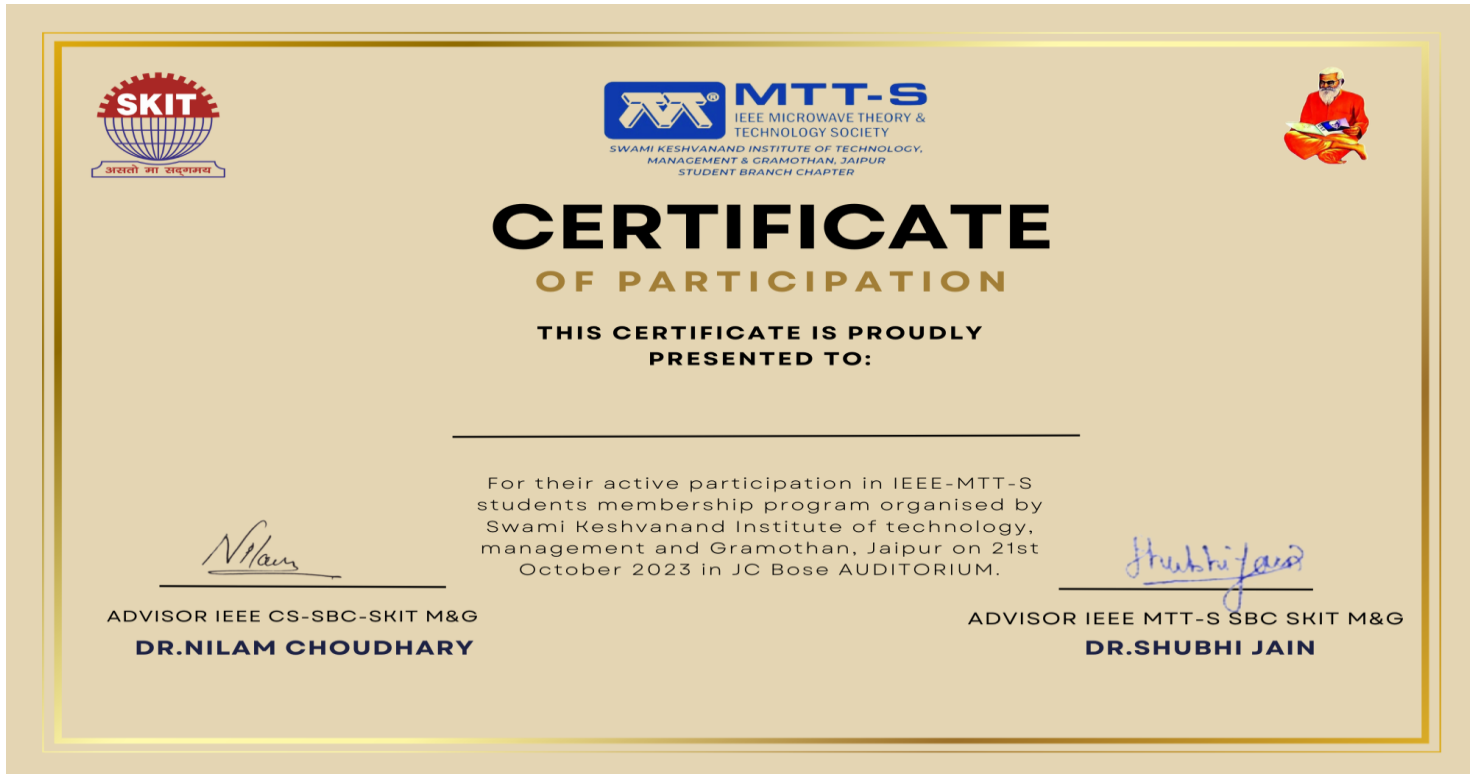 SKIT
असतो मा सद्गमय
MTT-S
IEEE MICROWAVE THEORY &
TECHNOLOGY SOCIETY
SWAMI KESHVANAND INSTITUTE OF TECHNOLOGY,
MANAGEMENT & GRAMOTHAN, JAIPUR
STUDENT BRANCH CHAPTER
CERTIFICATE
OF PARTICIPATION
THIS CERTIFICATE IS PROUDLY
PRESENTED TO:
For their active participation in IEEE-MTT-S
students membership program organised by
Swami Keshvanand Institute of technology,
management and Gramothan, Jaipur on 21st
October 2023 in JC Bose AUDITORIUM.
Nilam
ADVISOR IEEE CS-SBC-SKIT M&G
DR.NILAM CHOUDHARY
Shubhi Jain
ADVISOR IEEE MTT-S SBC SKIT M&G
DR.SHUBHI JAIN